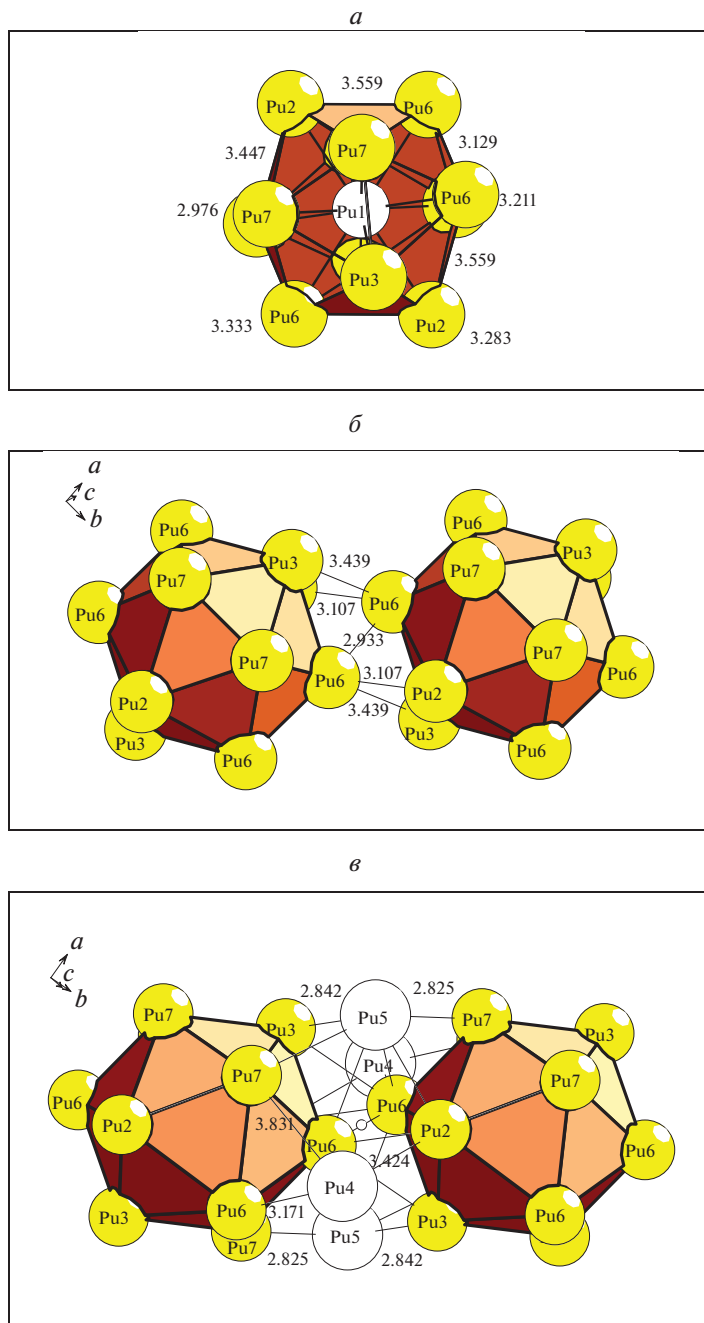 а
3.559
Pu2 Pu6
3.129
Pu7
3.447
2.976 Pu7 Pu1 Pu6 3.211
3.559
Pu3
3.333 Pu6 Pu2 3.283
б
a
c
b
Pu6 Pu6
Pu3 3.439 Pu3
Pu7 Pu7
3.107
Pu6 Pu6
2.933
Pu7 Pu7
Pu6 3.107 Pu6
Pu2 Pu2
3.439
Pu3 Pu3
Pu6 Pu6
в
a
c
b
2.842 2.825
Pu7 Pu5 Pu7
Pu3 Pu3
Pu4
Pu7 Pu7
Pu6 Pu6
Pu2 3.831 Pu2
Pu6 Pu6
3.424
Pu4
Pu3 Pu6 3.171 Pu3 Pu6
Pu7 Pu5
2.825 2.842